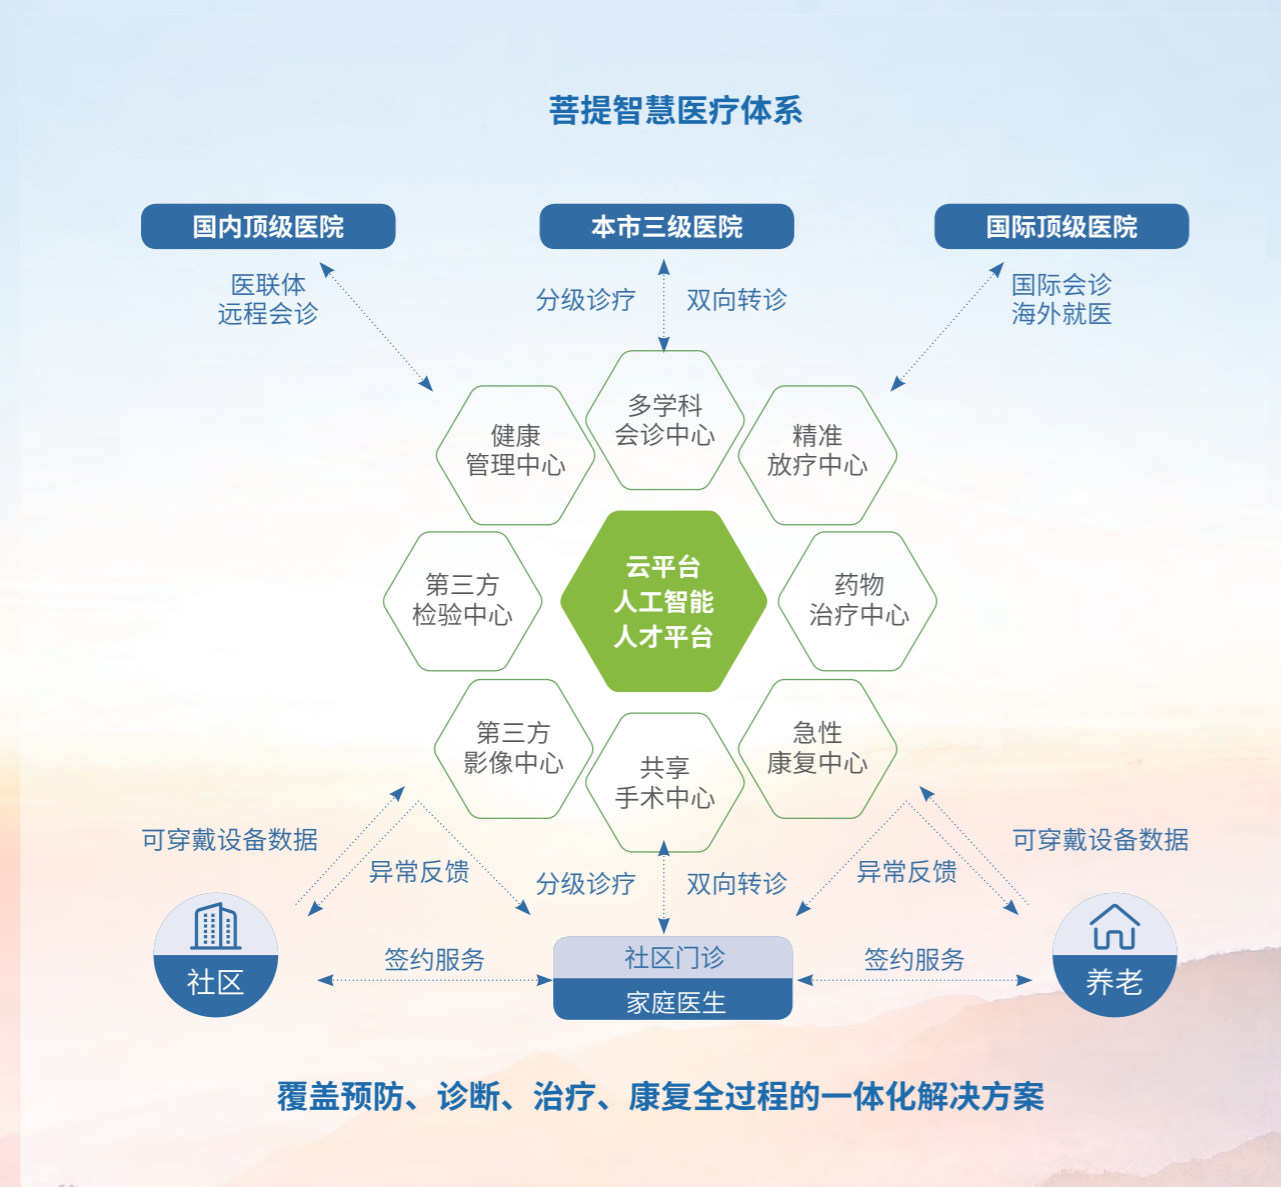 菩提智慧医疗体系
国内顶级医院
本市三级医院
国际顶级医院
医联体
远程会诊
分级诊疗
双向转诊
国际会诊
海外就医
多学科
会诊中心
健康
管理中心
精准
放疗中心
云平台
人工智能
人才平台
第三方
检验中心
药物
治疗中心
第三方
影像中心
共享
手术中心
急性
康复中心
可穿戴设备数据
异常反馈
分级诊疗
双向转诊
异常反馈
可穿戴设备数据
社区
签约服务
社区门诊
家庭医生
签约服务
养老
覆盖预防、诊断、治疗、康复全过程的一体化解决方案